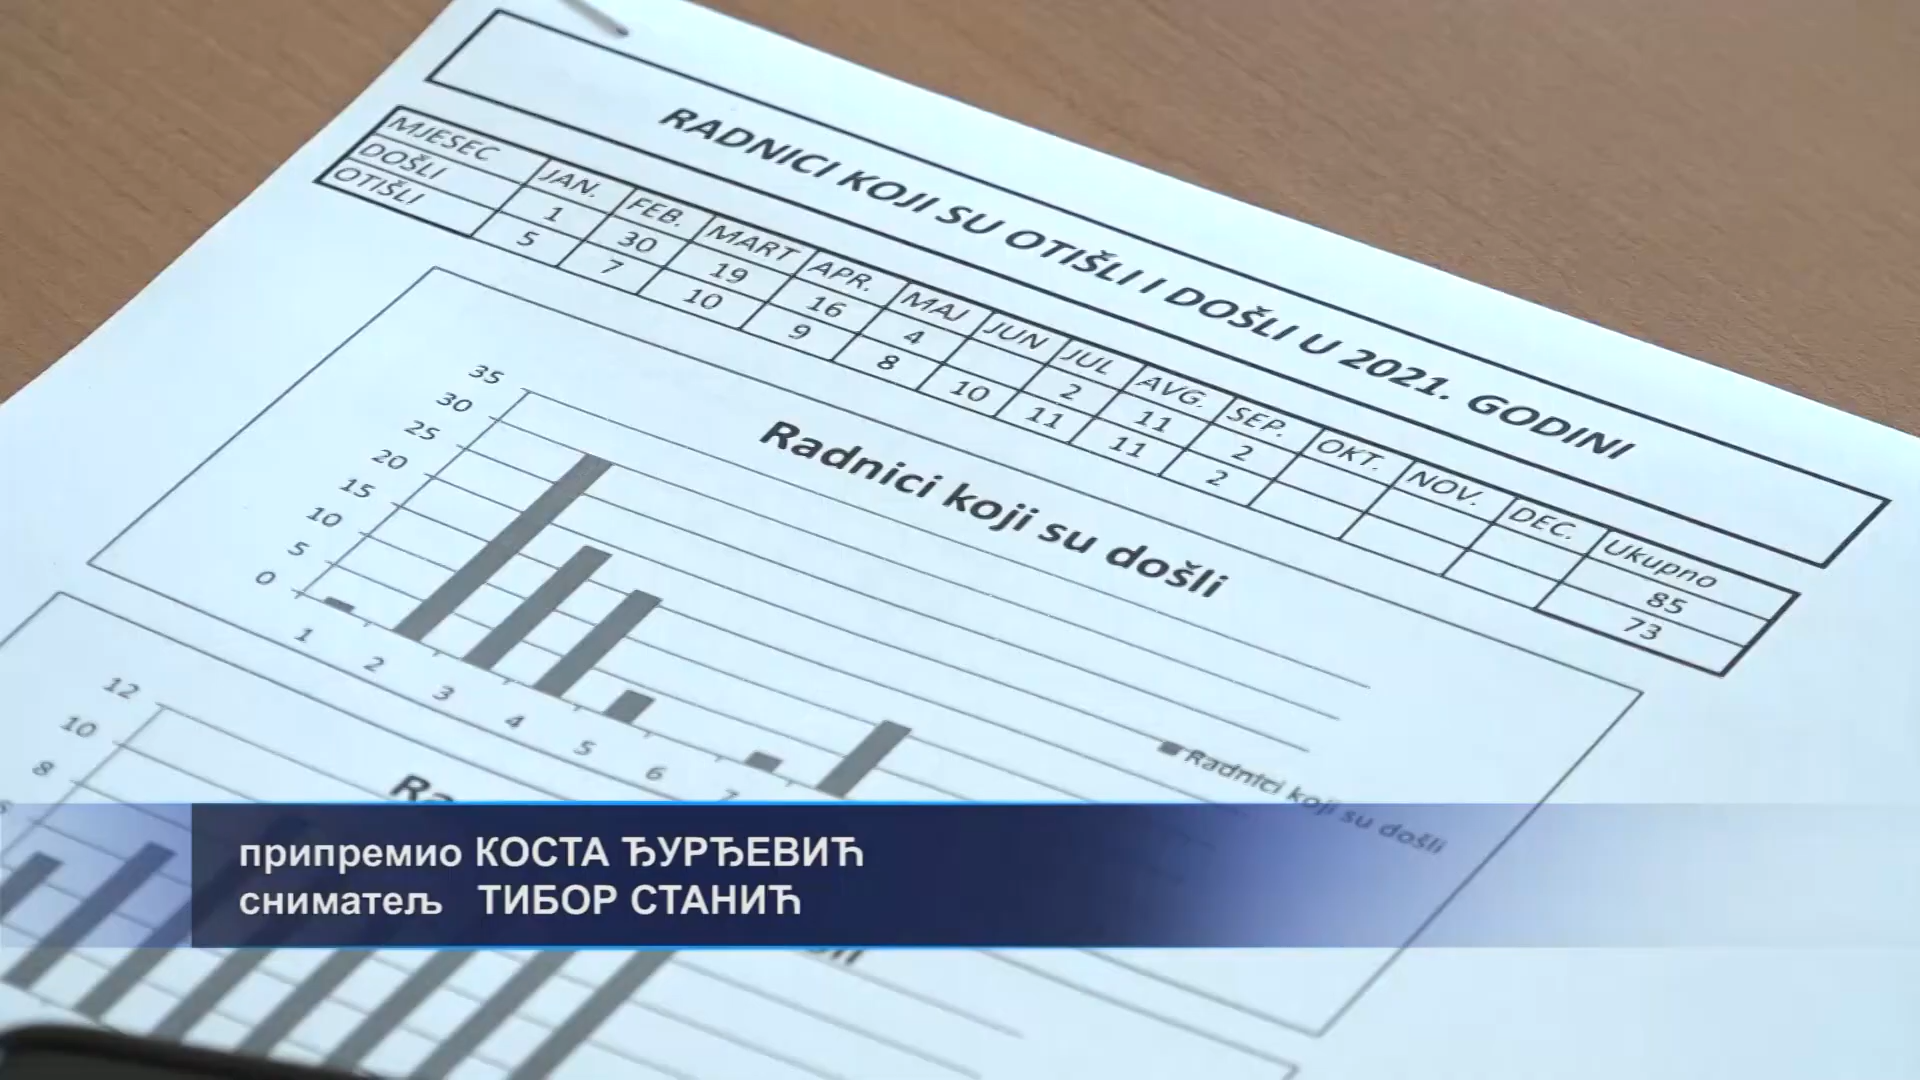 RADNICI KOJI SU OTIŠLI I DOŠLI U 2021. GODINI
MJESEC JAN. FEB. MART APR. MAJ JUN JUL AVG. SEP. OKT. NOV. DEC. Ukupno
DOŠLI 1 30 19 16 4 2 11 2 85
OTIŠLI 5 7 10 9 8 10 11 11 2 73
Radnici koji su došli
35
30
25
20
15
10
5
0
1 2 3 4 5 6 7
Radnici koji su došli
12
10
8
припремио КОСТА ЂУРЂЕВИЋ
сниматељ ТИБОР СТАНИЋ